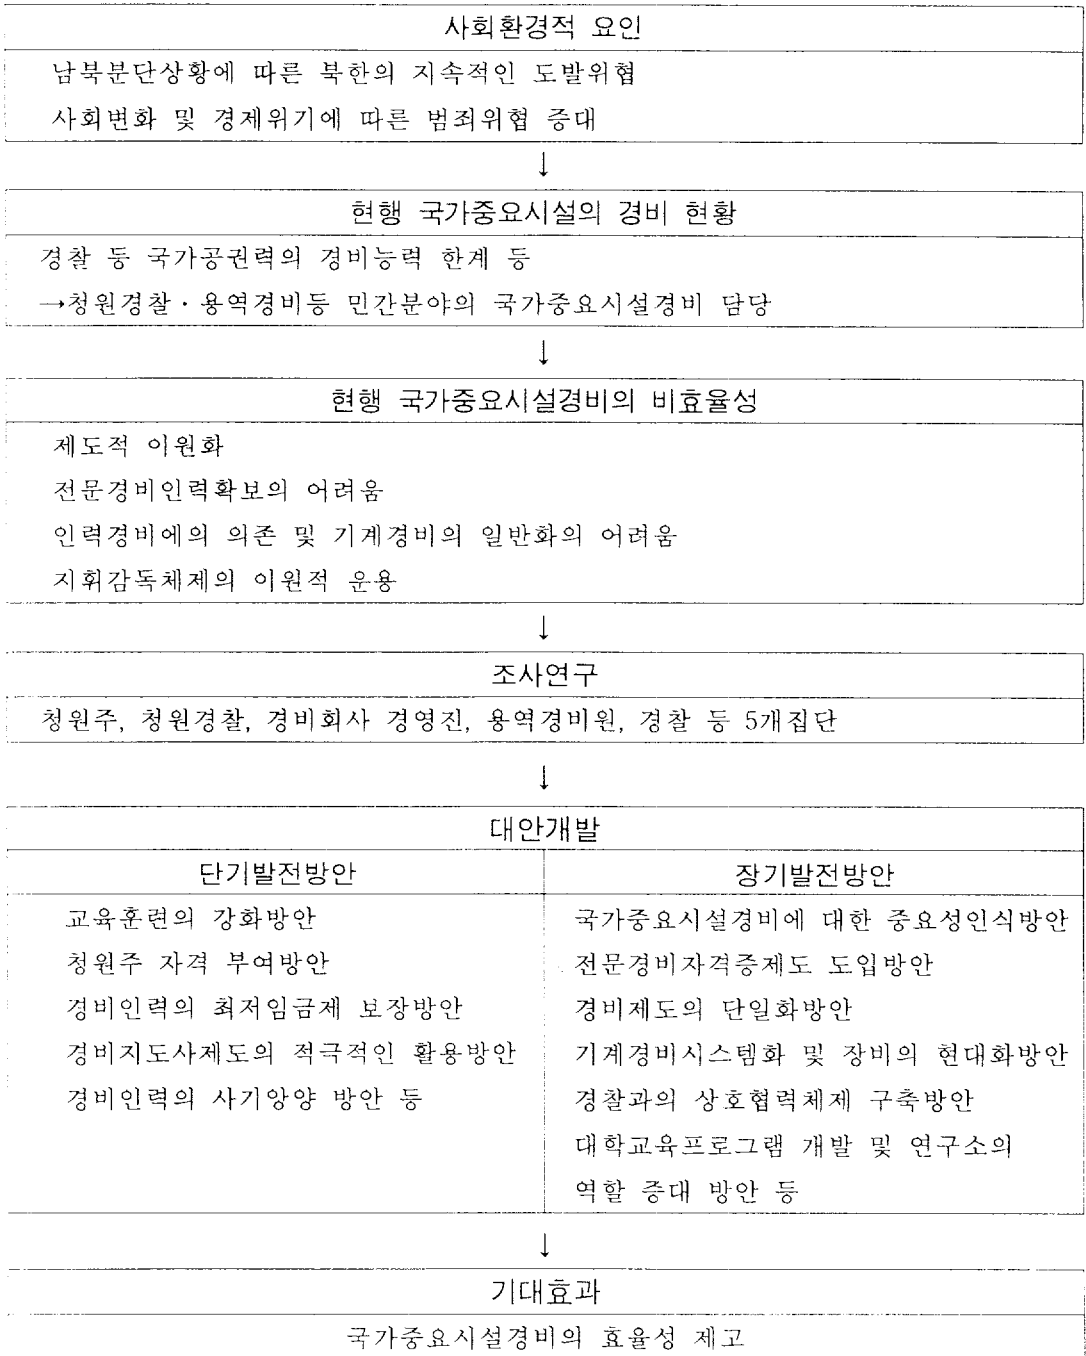 사회환경적 요인
남북분단상황에 따른 북한의 지속적인 도발위협
사회변화 및 경제위기에 따른 범죄위협 증대
↓
현행 국가중요시설의 경비 현황
경찰 등 국가공권력의 경비능력 한계 등
→청원경찰·용역경비등 민간분야의 국가중요시설경비 담당
↓
현행 국가중요시설경비의 비효율성
제도적 이원화
전문경비인력확보의 어려움
인력경비에의 의존 및 기계경비의 일반화의 어려움
지휘감독체제의 이원적 운용
↓
조사연구
청원주, 청원경찰, 경비회사 경영진, 용역경비원, 경찰 등 5개집단
↓
대안개발
단기발전방안
교육훈련의 강화방안
청원주 자격 부여방안
경비인력의 최저임금제 보장방안
경비지도사제도의 적극적인 활용방안
경비인력의 사기앙양 방안 등
장기발전방안
국가중요시설경비에 대한 중요성인식방안
전문경비자격증제도 도입방안
경비제도의 단일화방안
기계경비시스템화 및 장비의 현대화방안
경찰과의 상호협력체제 구축방안
대학교육프로그램 개발 및 연구소의
역할 증대 방안 등
↓
기대효과
국가중요시설경비의 효율성 제고